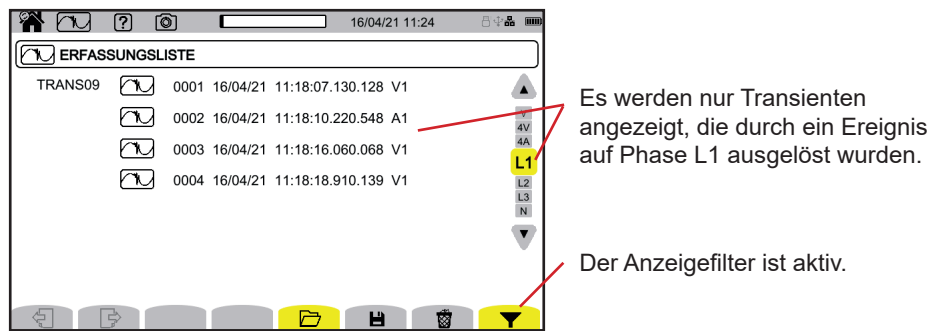 ?
16/04/21 11:24
ERFASSUNGSLISTE
TRANS09 0001 16/04/21 11:18:07.130.128 V1
0002 16/04/21 11:18:10.220.548 A1
0003 16/04/21 11:18:16.060.068 V1
0004 16/04/21 11:18:18.910.139 V1
4V
4A
L1
L2
L3
N
Es werden nur Transienten
angezeigt, die durch ein Ereignis
auf Phase L1 ausgelöst wurden.
Der Anzeigefilter ist aktiv.